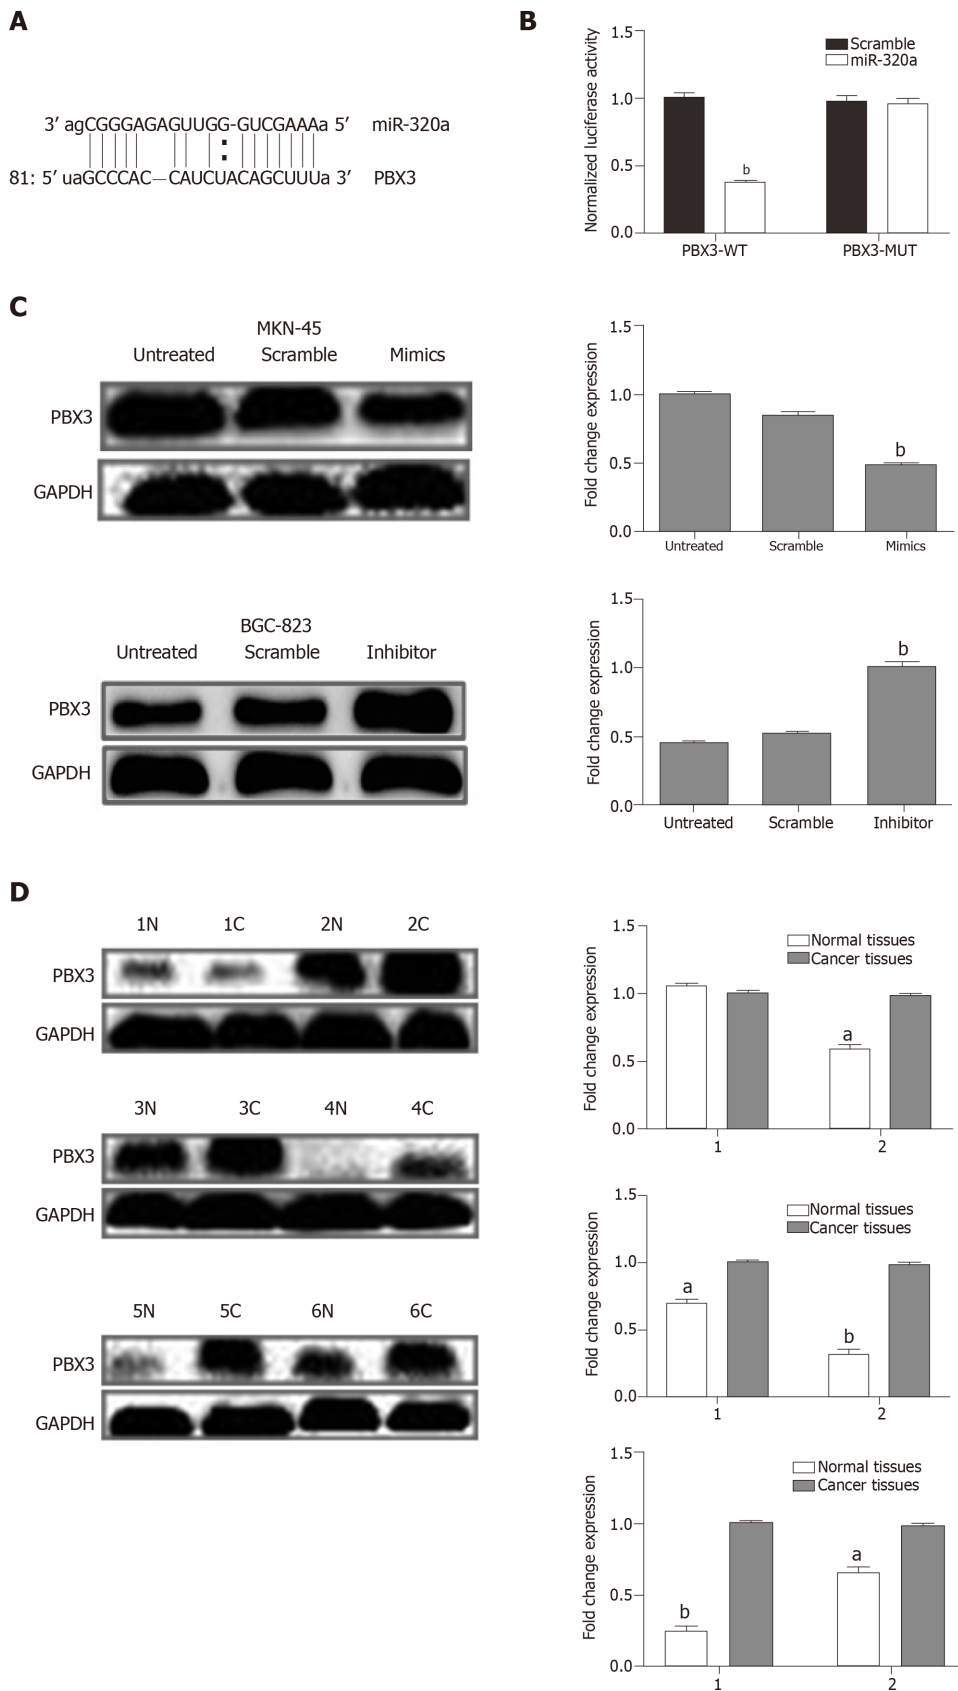 A
3′ agCGGGAGAGUUGG-GUCGAAAa 5′ miR-320a
81: 5′ uaGCCCAC—CAUCUACAGCUUUa 3′ PBX3
B
Normalized luciferase activity
1.5
1.0
0.5
0.0
Scramble
miR-320a
b
PBX3-WT PBX3-MUT
C
MKN-45
Untreated Scramble Mimics
PBX3
GAPDH
Fold change expression
1.5
1.0
0.5
0.0
b
Untreated Scramble Mimics
BGC-823
Untreated Scramble Inhibitor
PBX3
GAPDH
Fold change expression
1.5
1.0
0.5
0.0
b
Untreated Scramble Inhibitor
D
1N 1C 2N 2C
PBX3
GAPDH
Fold change expression
1.5
1.0
0.5
0.0
Normal tissues
Cancer tissues
a
1 2
3N 3C 4N 4C
PBX3
GAPDH
Fold change expression
1.5
1.0
0.5
0.0
Normal tissues
Cancer tissues
a
b
1 2
5N 5C 6N 6C
PBX3
GAPDH
Fold change expression
1.5
1.0
0.5
0.0
Normal tissues
Cancer tissues
b
a
1 2